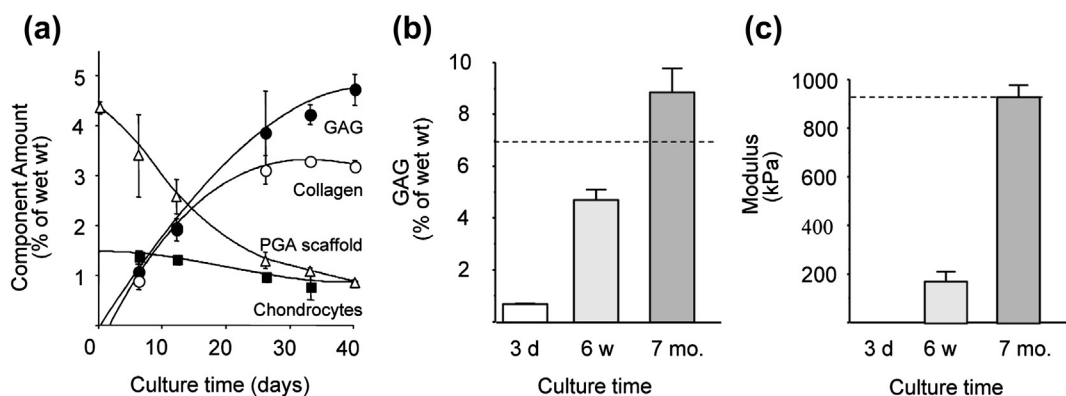 (a)
Component Amount
(% of wet wt)
5
4
3
2
1
GAG
Collagen
PGA scaffold
Chondrocytes
0 10 20 30 40
Culture time (days)
(b)
GAG
(% of wet wt)
10
8
6
4
2
3 d 6 w 7 mo.
Culture time
(c)
Modulus
(kPa)
1000
800
600
400
200
3 d 6 w 7 mo.
Culture time